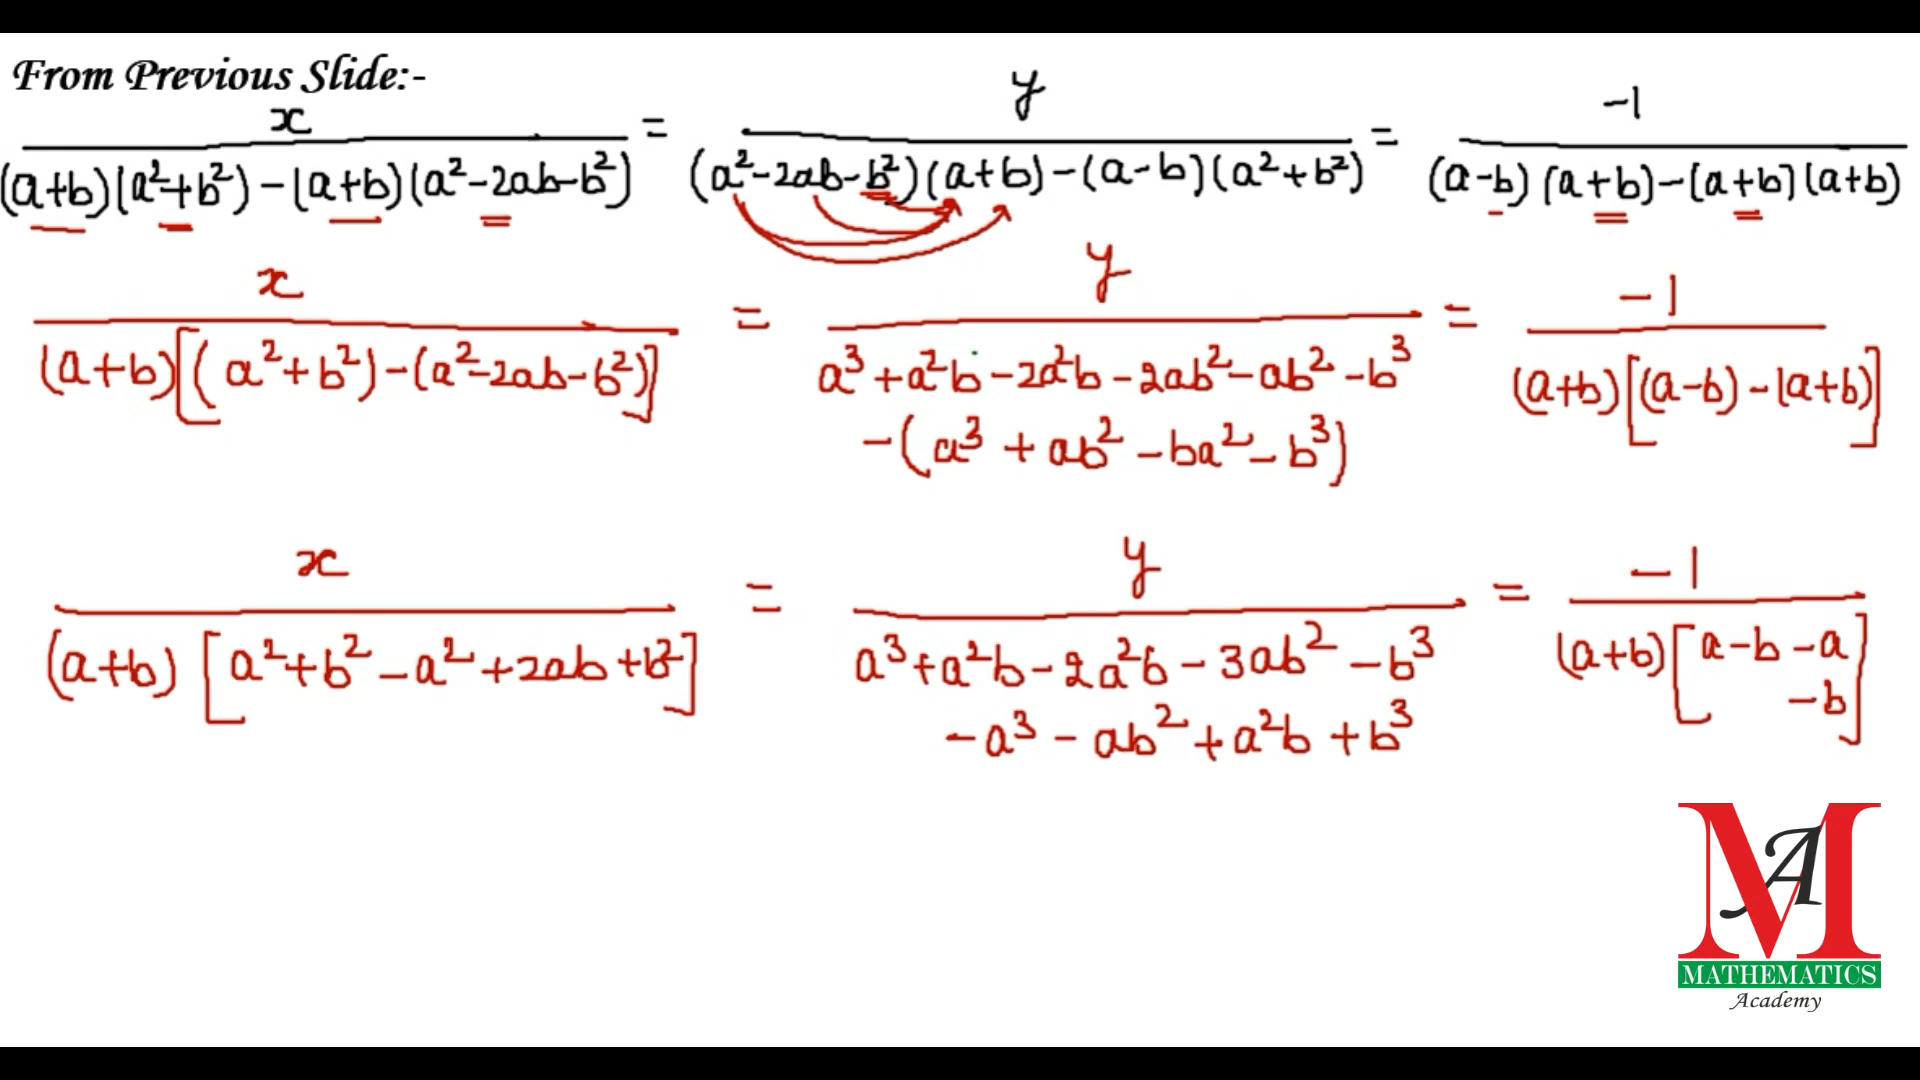 From Previous Slide:-
x/((a+b)(a²+b²)-(a+b)(a²-2ab-b²)) = y/((a²-2ab-b²)(a+b)-(a-b)(a²+b²)) = -1/((a-b)(a+b)-(a+b)(a+b))
x/((a+b)[(a²+b²)-(a²-2ab-b²)]) = y/(a³+a²b-2a²b-2ab²-ab²-b³
-(a³+ab²-ba²-b³)) = -1/((a+b)[(a-b)-(a+b)])
x/((a+b)[a²+b²-a²+2ab+b²]) = y/(a³+a²b-2a²b-3ab²-b³
-a³-ab²+a²b+b³) = -1/((a+b)[a-b-a
-b])
MA
MATHEMATICS
Academy